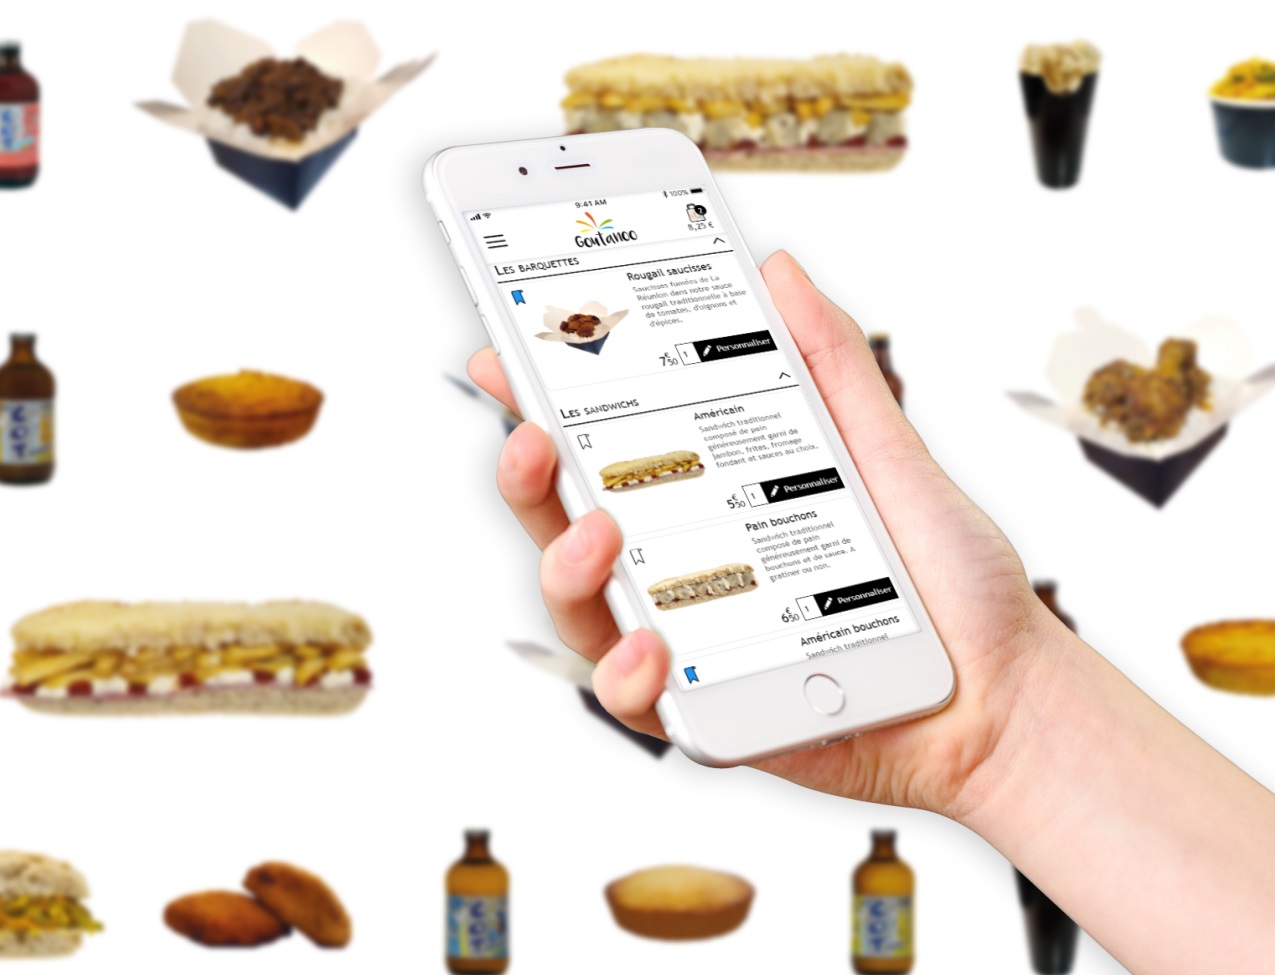 9:41 AM
100%
Goutanoo
8,25 €
LES BARQUETTES
Rougail saucisses
Saucisses fumées de La
Réunion dans notre sauce
rougail traditionnelle à base
de tomates, d'oignons et
d'épices.
7€50
1
Personnaliser
LES SANDWICHS
Américain
Sandwich traditionnel
composé de pain
généreusement garni de
jambon, frites, fromage
fondant et sauces au choix.
5€50
1
Personnaliser
Pain bouchons
Sandwich traditionnel
composé de pain
généreusement garni de
bouchons et de sauce. A
gratiner ou non.
6€50
1
Personnaliser
Américain bouchons
Sandwich traditionnel
COT
COT
COT
COT